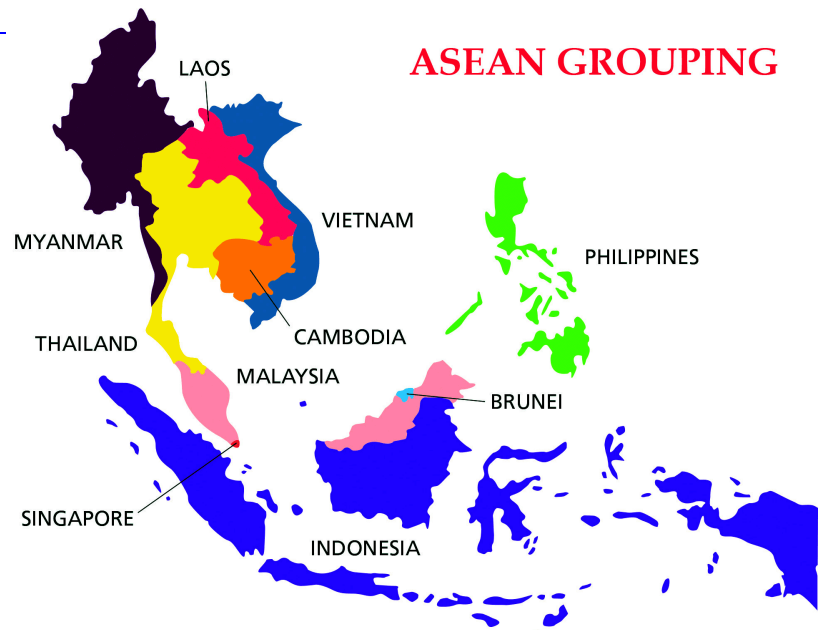 ASEAN GROUPING
LAOS
VIETNAM
MYANMAR
PHILIPPINES
CAMBODIA
THAILAND
MALAYSIA
BRUNEI
SINGAPORE
INDONESIA